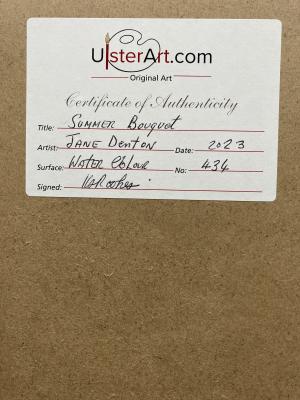 UlsterArt.com
Original Art
Certificate of Authenticity
Title: Summer Bouquet
Artist: JANE Denton Date: 2023
Surface: WATER COLOUR No: 434
Signed: